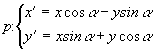 p: { x′ = x cos α − y sin α
y′ = x sin α + y cos α